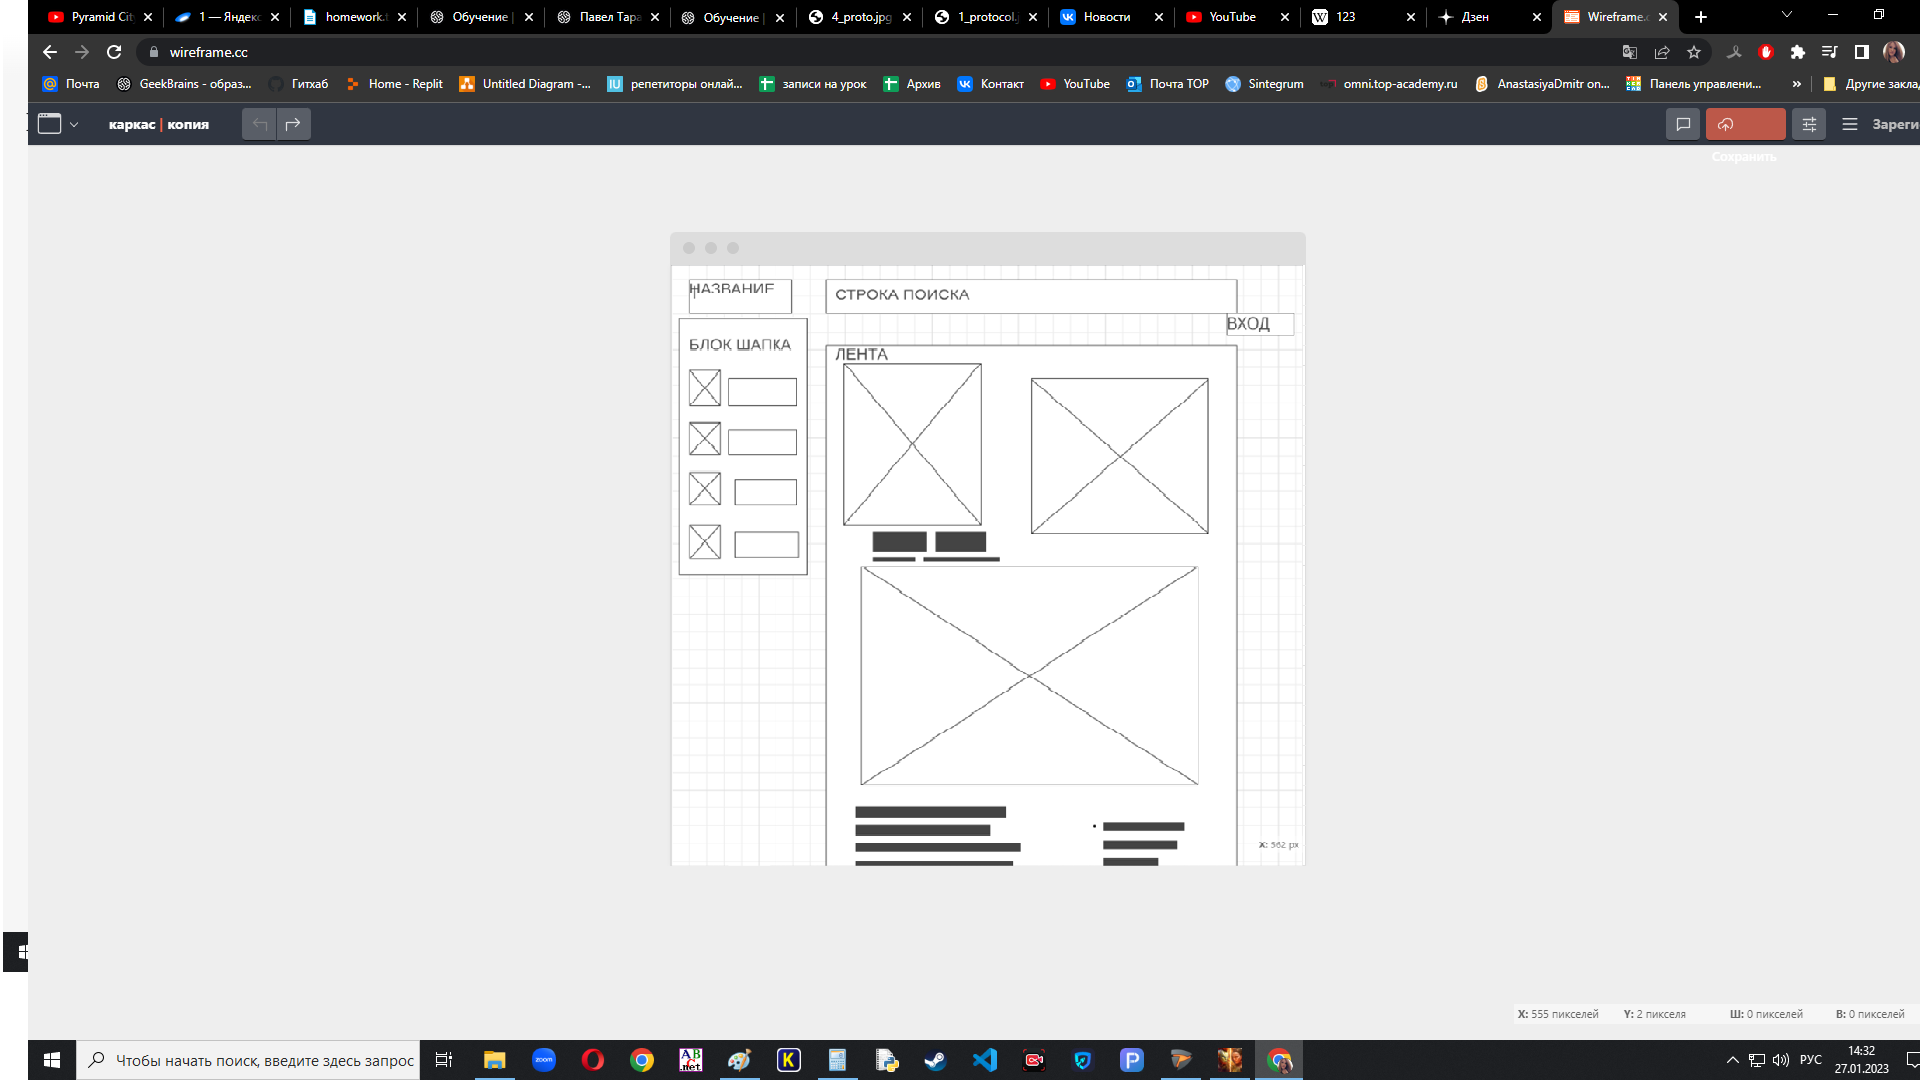 Pyramid Cit
1 — Яндекс
homework.t
Обучение |
Павел Тара
Обучение |
4_proto.jpg
1_protocol.j
Новости
YouTube
123
Дзен
Wireframe.c
wireframe.cc
Почта
GeekBrains - образ...
Гитхаб
Home - Replit
Untitled Diagram -...
репетиторы онлай...
записи на урок
Архив
Контакт
YouTube
Почта TOP
Sintegrum
omni.top-academy.ru
AnastasiyaDmitr on...
Панель управлени...
»
Другие заклад
каркас | копия
Зареги
Сохранить
НАЗВАНИЕ
СТРОКА ПОИСКА
ВХОД
БЛОК ШАПКА
ЛЕНТА
X: 562 px
X: 555 пикселей Y: 2 пикселя Ш: 0 пикселей В: 0 пикселей
Чтобы начать поиск, введите здесь запрос
zoom
ABC.net
K
P
РУС
14:32
27.01.2023